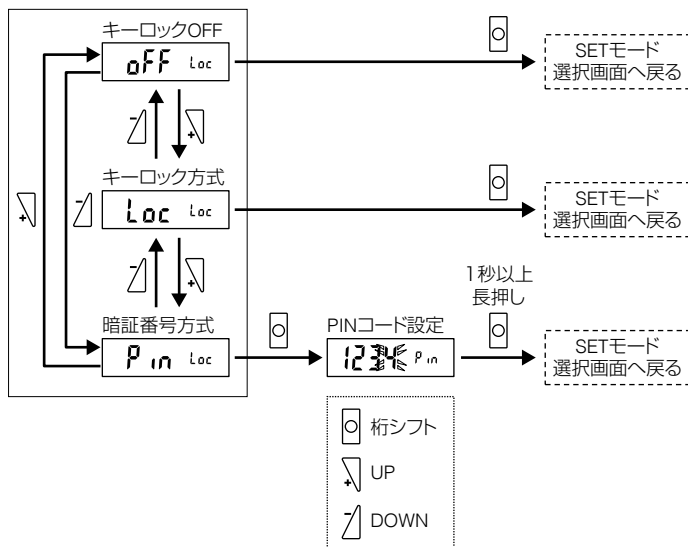 キーロックOFF
oFF Loc
SETモード
選択画面へ戻る
+
-
-
+
キーロック方式
Loc Loc
SETモード
選択画面へ戻る
-
+
1秒以上
長押し
暗証番号方式
Pin Loc
PINコード設定
1234 Pin
SETモード
選択画面へ戻る
桁シフト
+ UP
- DOWN